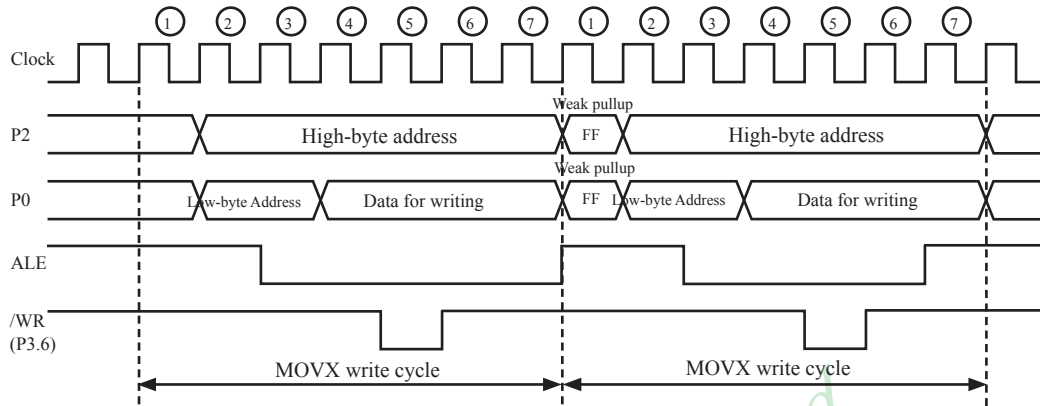 1 2 3 4 5 6 7 1 2 3 4 5 6 7
Clock
Weak pullup
P2 High-byte address FF High-byte address
Weak pullup
P0 Low-byte Address Data for writing FF Low-byte Address Data for writing
ALE
/WR
(P3.6)
MOVX write cycle MOVX write cycle